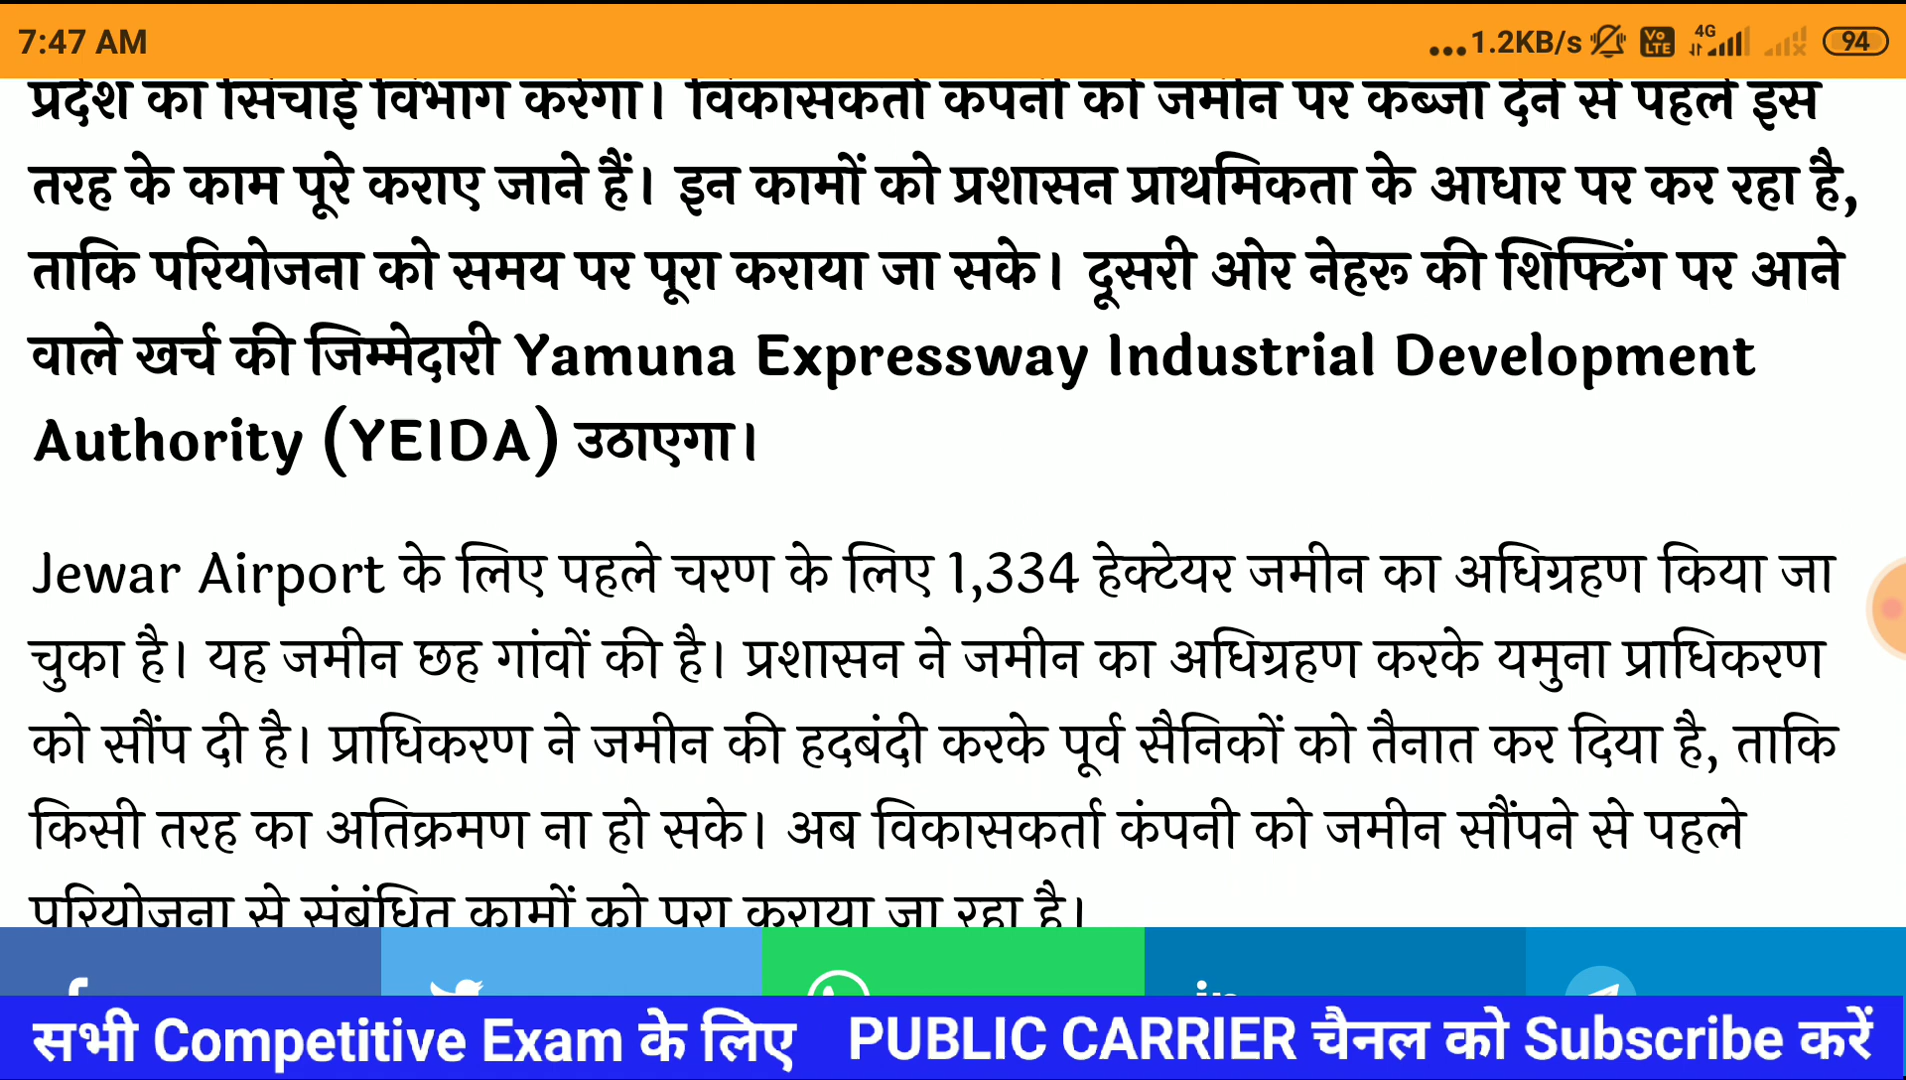 7:47 AM
...1.2KB/s Vo LTE 4G 94
प्रदेश का सिंचाई विभाग करेगा। विकासकर्ता कंपनी को जमीन पर कब्जा देने से पहले इस
तरह के काम पूरे कराए जाने हैं। इन कामों को प्रशासन प्राथमिकता के आधार पर कर रहा है,
ताकि परियोजना को समय पर पूरा कराया जा सके। दूसरी ओर नेहरू की शिफ्टिंग पर आने
वाले खर्च की जिम्मेदारी Yamuna Expressway Industrial Development
Authority (YEIDA) उठाएगा।
Jewar Airport के लिए पहले चरण के लिए 1,334 हेक्टेयर जमीन का अधिग्रहण किया जा
चुका है। यह जमीन छह गांवों की है। प्रशासन ने जमीन का अधिग्रहण करके यमुना प्राधिकरण
को सौंप दी है। प्राधिकरण ने जमीन की हदबंदी करके पूर्व सैनिकों को तैनात कर दिया है, ताकि
किसी तरह का अतिक्रमण ना हो सके। अब विकासकर्ता कंपनी को जमीन सौंपने से पहले
परियोजना से संबंधित कामों को पूरा कराया जा रहा है।
सभी Competitive Exam के लिए PUBLIC CARRIER चैनल को Subscribe करें